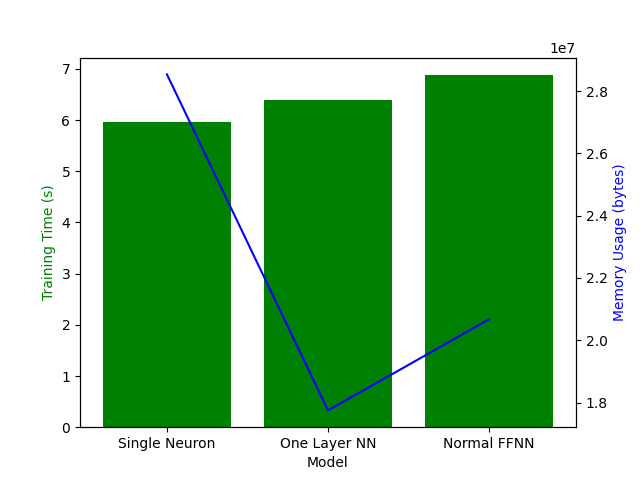 1e7
7
6
5
4
3
2
1
0
Training Time (s)
2.8
2.6
2.4
2.2
2.0
1.8
Memory Usage (bytes)
Single Neuron
One Layer NN
Normal FFNN
Model